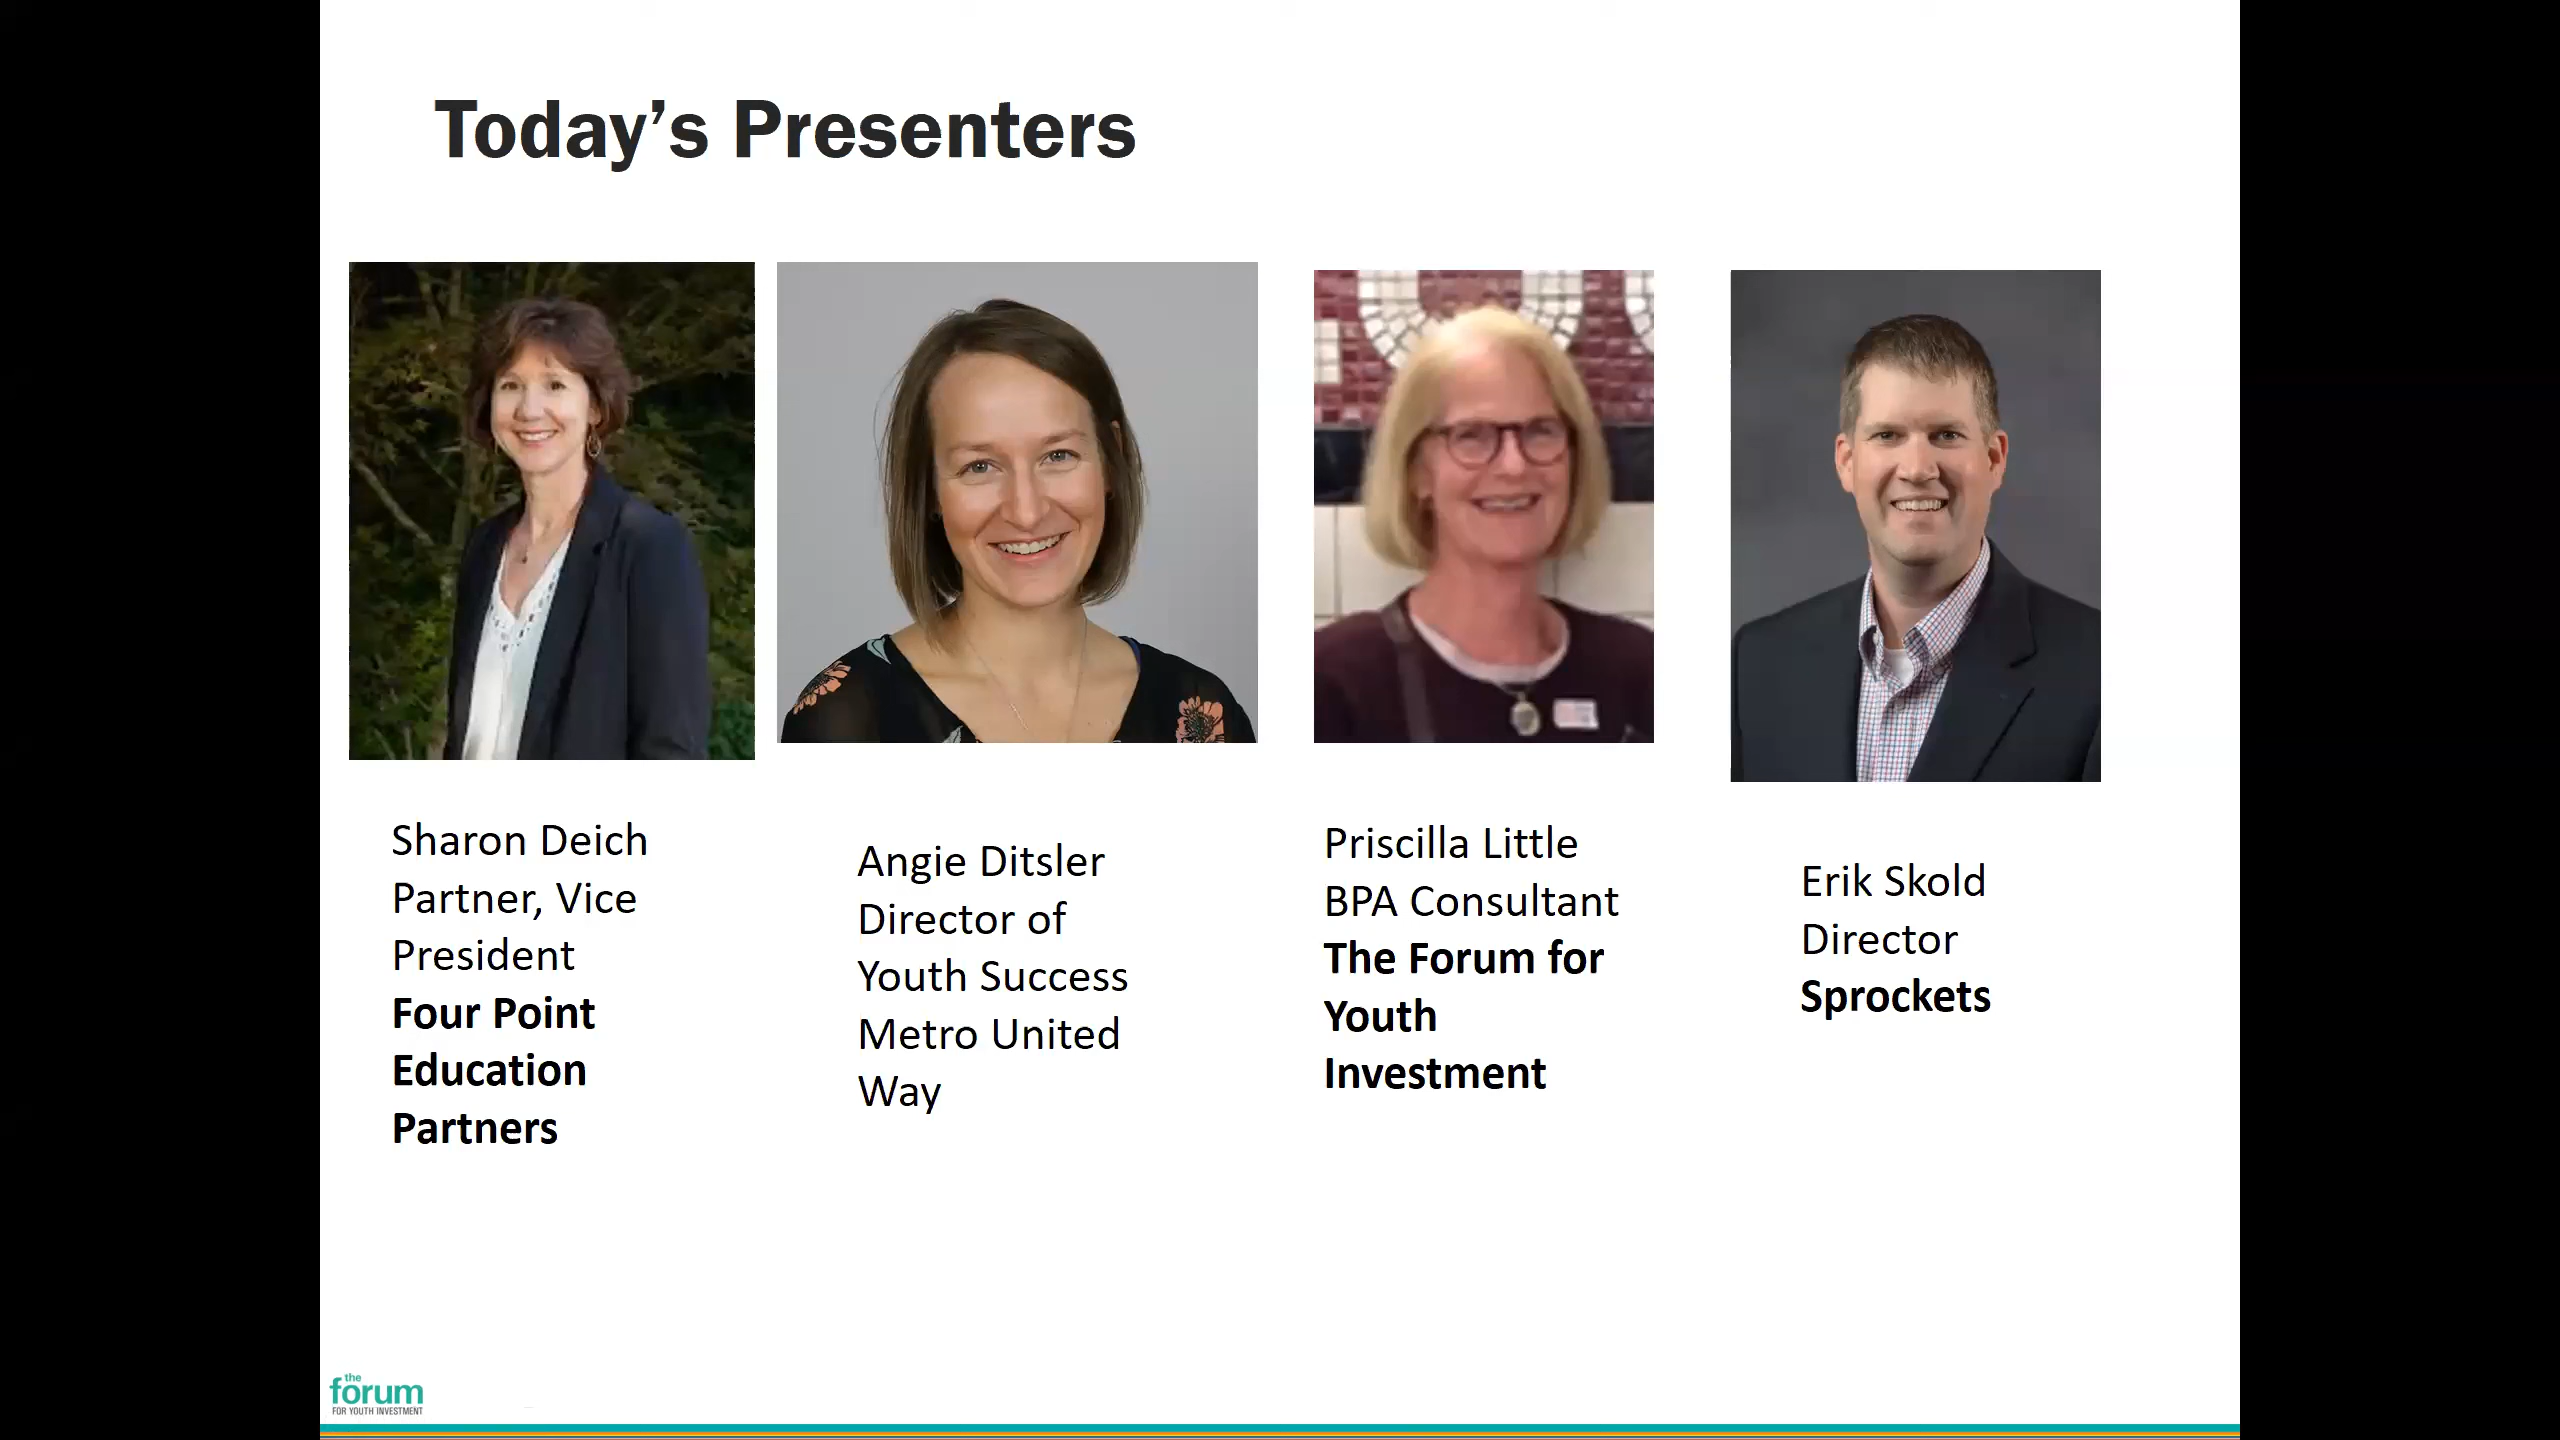 Today’s Presenters
Sharon Deich
Partner, Vice
President
Four Point
Education
Partners
Angie Ditsler
Director of
Youth Success
Metro United
Way
Priscilla Little
BPA Consultant
The Forum for
Youth
Investment
Erik Skold
Director
Sprockets
the
forum
FOR YOUTH INVESTMENT